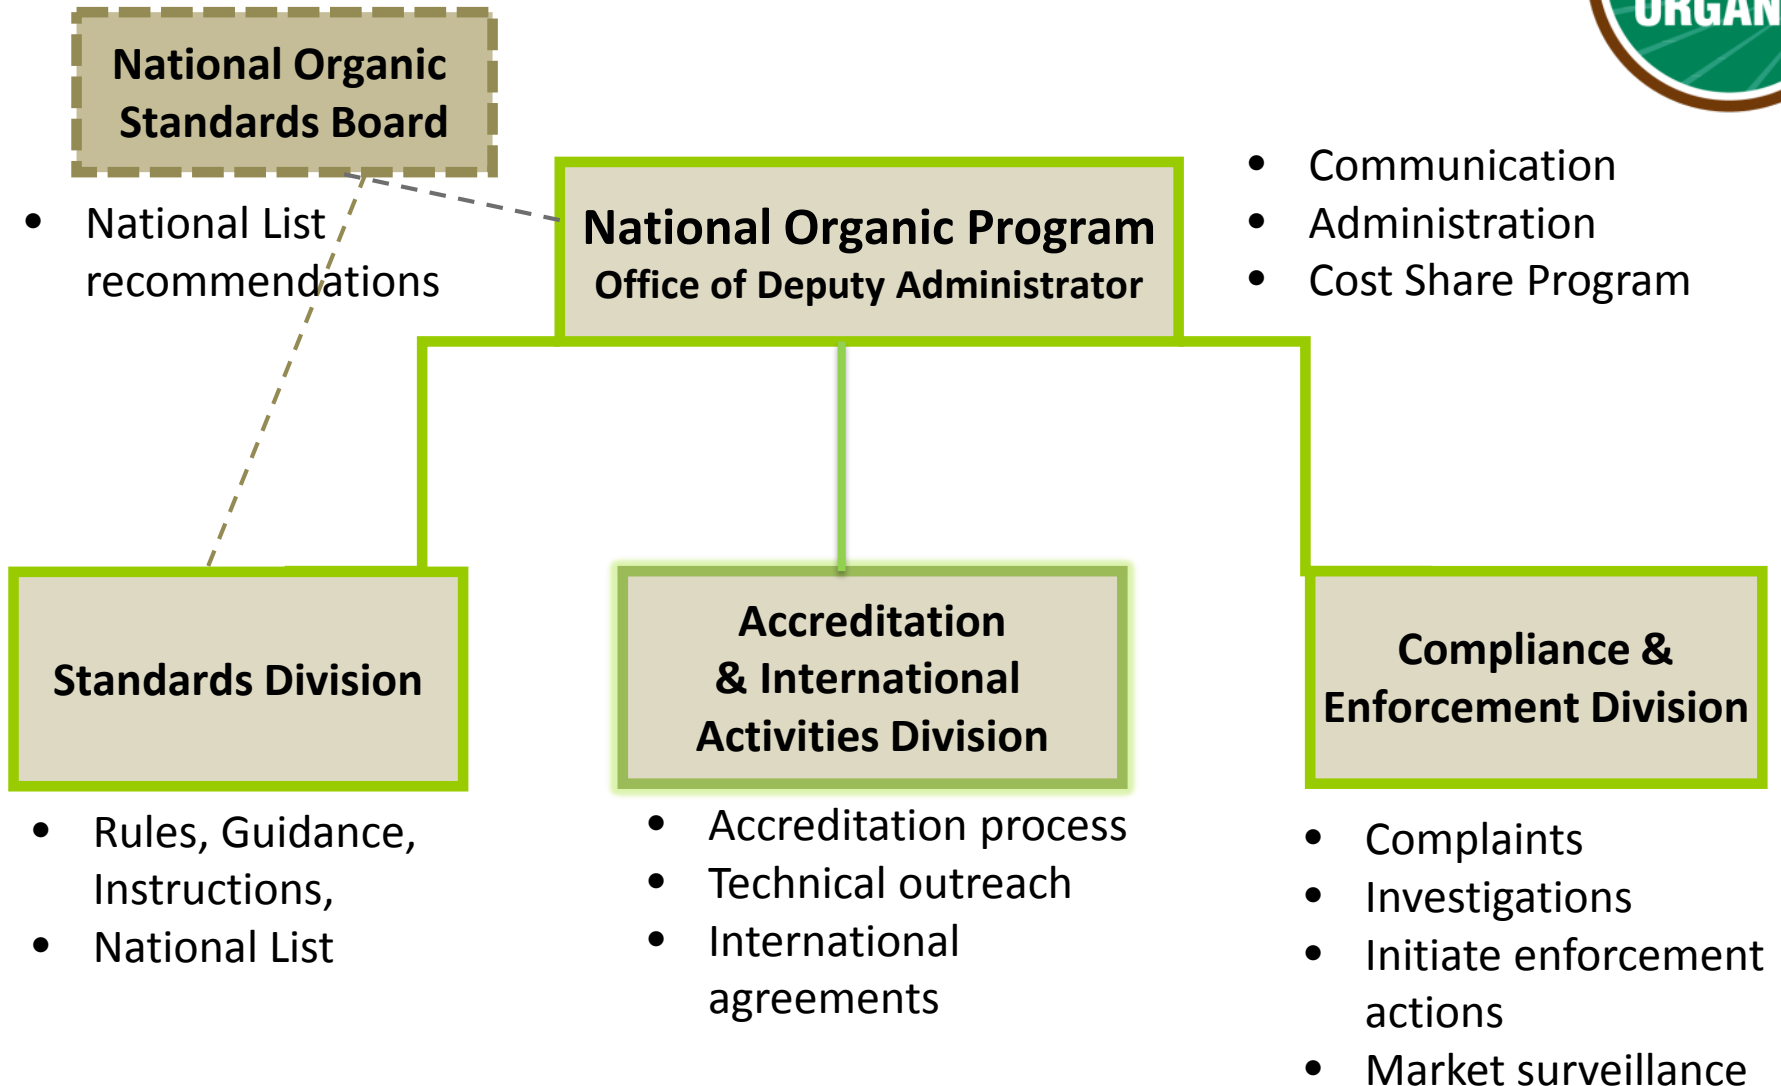 ORGAN
National Organic
Standards Board
• National List
recommendations
National Organic Program
Office of Deputy Administrator
• Communication
• Administration
• Cost Share Program
Standards Division
• Rules, Guidance,
Instructions,
• National List
Accreditation
& International
Activities Division
• Accreditation process
• Technical outreach
• International
agreements
Compliance &
Enforcement Division
• Complaints
• Investigations
• Initiate enforcement
actions
• Market surveillance